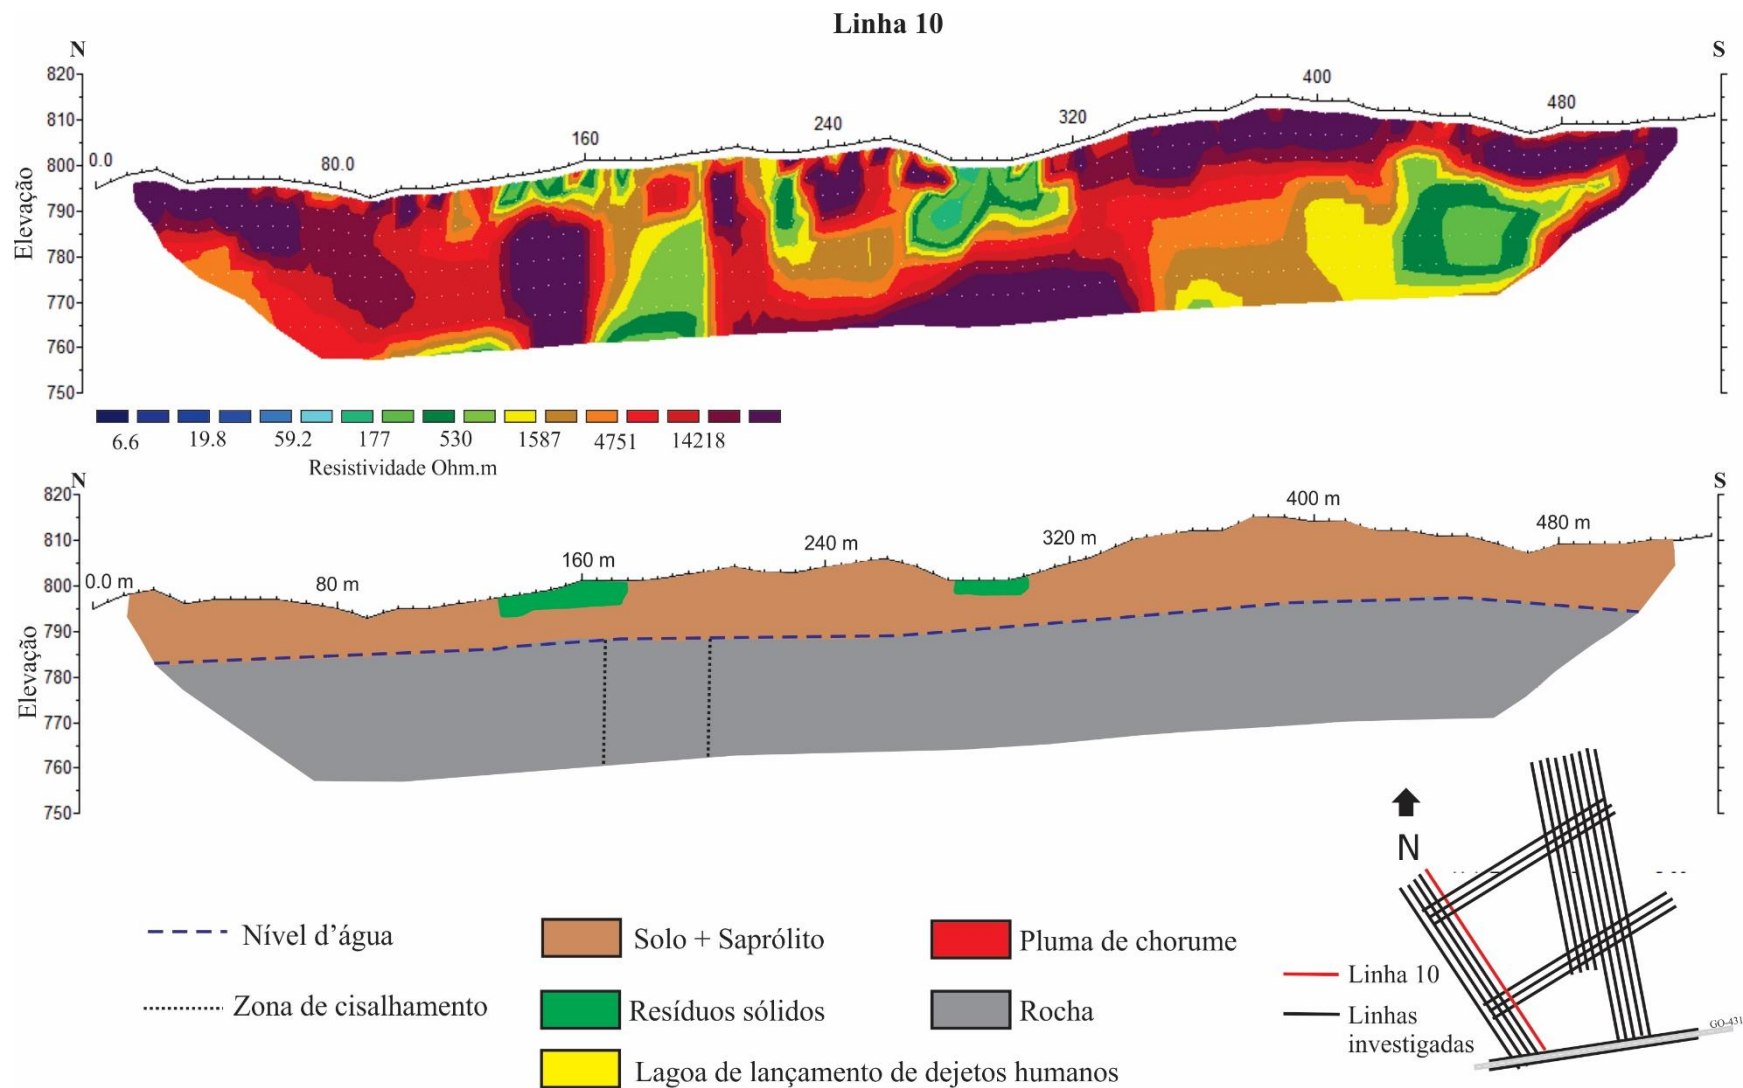 Linha 10
N
S
820
810
800
790
780
770
760
750
Elevação
0.0
80.0
160
240
320
400
480
6.6
19.8
59.2
177
530
1587
4751
14218
Resistividade Ohm.m
N
S
820
810
800
790
780
770
760
750
Elevação
0.0 m
80 m
160 m
240 m
320 m
400 m
480 m
N
Nível d’água
Solo + Saprólito
Pluma de chorume
Zona de cisalhamento
Resíduos sólidos
Rocha
Lagoa de lançamento de dejetos humanos
Linha 10
Linhas
investigadas
GO-431